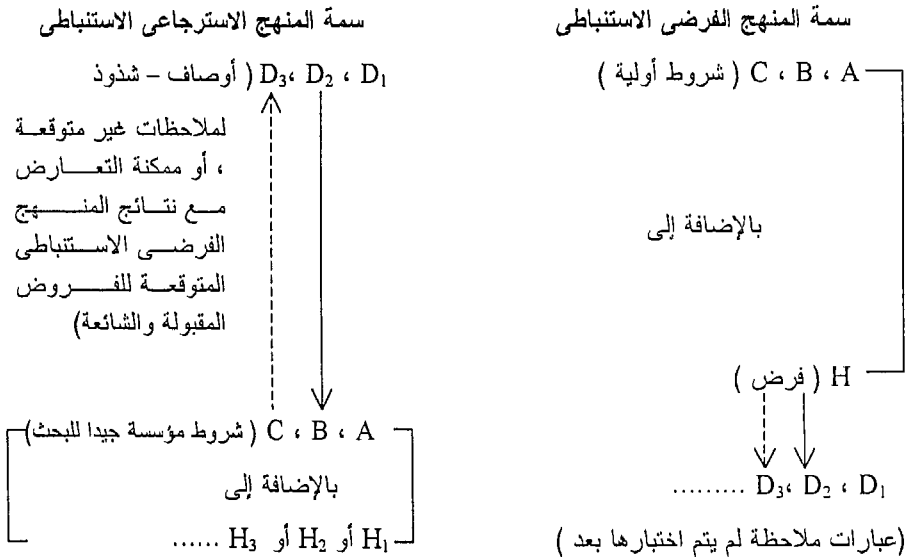 سمة المنهج الفرضى الاستنباطى
A ، B ، C ( شروط أولية )
بالإضافة إلى
H ( فرض )
D1 ، D2 ،D3 .........
(عبارات ملاحظة لم يتم اختبارها بعد )
سمة المنهج الاسترجاعى الاستنباطى
D1 ، D2 ،D3 ( أوصاف – شذوذ
لملاحظات غير متوقعة
، أو ممكنة التعارض
مع نتائج المنهج
الفرضى الاستنباطى
المتوقعة للفروض
المقبولة والشائعة)
A ، B ، C ( شروط مؤسسة جيدا للبحث)
بالإضافة إلى
H1 أو H2 أو H3 ......